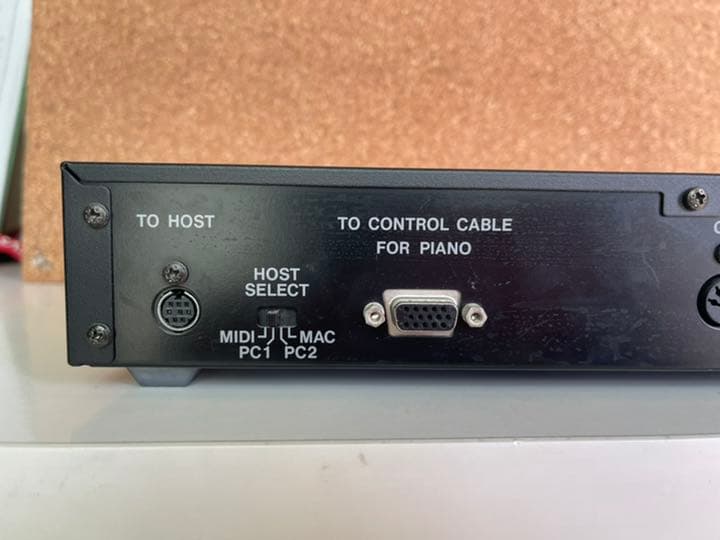 TO HOST
HOST
SELECT
MIDI MAC
PC1 PC2
TO CONTROL CABLE
FOR PIANO